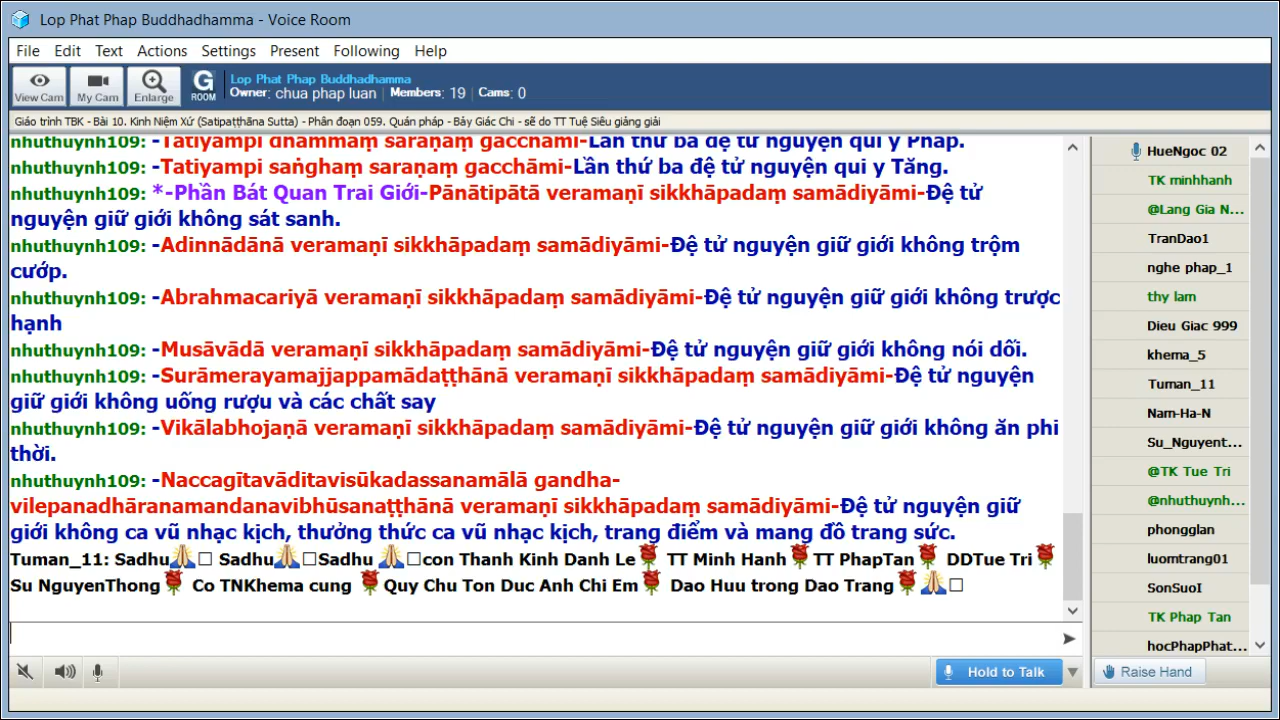 Lop Phat Phap Buddhadhamma - Voice Room
File Edit Text Actions Settings Present Following Help
View Cam My Cam Enlarge G ROOM
Lop Phat Phap Buddhadhamma
Owner: chua phap luan Members: 19 Cams: 0
Giáo trình TBK - Bài 10. Kinh Niệm Xứ (Satipaṭṭhāna Sutta) - Phân đoạn 059. Quán pháp - Bảy Giác Chi - sẽ do TT Tuệ Siêu giảng giải
nhuthuynh109: -Tatiyampi dhammaṃ saraṇaṃ gacchāmi-Lần thứ ba đệ tử nguyện qui y Pháp.
nhuthuynh109: -Tatiyampi saṅghaṃ saraṇaṃ gacchāmi-Lần thứ ba đệ tử nguyện qui y Tăng.
nhuthuynh109: *-Phần Bát Quan Trai Giới-Pānātipātā veramaṇī sikkhāpadaṃ samādiyāmi-Đệ tử
nguyện giữ giới không sát sanh.
nhuthuynh109: -Adinnādānā veramaṇī sikkhāpadaṃ samādiyāmi-Đệ tử nguyện giữ giới không trộm
cướp.
nhuthuynh109: -Abrahmacariyā veramaṇī sikkhāpadaṃ samādiyāmi-Đệ tử nguyện giữ giới không trược
hạnh
nhuthuynh109: -Musāvādā veramaṇī sikkhāpadaṃ samādiyāmi-Đệ tử nguyện giữ giới không nói dối.
nhuthuynh109: -Surāmerayamajjappamādaṭṭhānā veramaṇī sikkhāpadaṃ samādiyāmi-Đệ tử nguyện
giữ giới không uống rượu và các chất say
nhuthuynh109: -Vikālabhojaṇā veramaṇī sikkhāpadaṃ samādiyāmi-Đệ tử nguyện giữ giới không ăn phi
thời.
nhuthuynh109: -Naccagītavāditavisūkadassanamālā gandha-
vilepanadhāranamandanavibhūsanaṭṭhānā veramaṇī sikkhāpadaṃ samādiyāmi-Đệ tử nguyện giữ
giới không ca vũ nhạc kịch, thưởng thức ca vũ nhạc kịch, trang điểm và mang đồ trang sức.
Tuman_11: Sadhu🙏□ Sadhu🙏□Sadhu 🙏□con Thanh Kinh Danh Le🌹 TT Minh Hanh🌹TT PhapTan🌹 DDTue Tri🌹
Su NguyenThong🌹 Co TNKhema cung 🌹Quy Chu Ton Duc Anh Chi Em🌹 Dao Huu trong Dao Trang🌹🙏□
Hold to Talk
HueNgoc 02
TK minhhanh
@Lang Gia N...
TranDao1
nghe phap_1
thy lam
Dieu Giac 999
khema_5
Tuman_11
Nam-Ha-N
Su_Nguyent...
@TK Tue Tri
@nhuthuynh...
phongglan
luomtrang01
SonSuoI
TK Phap Tan
hocPhapPhat...
Raise Hand